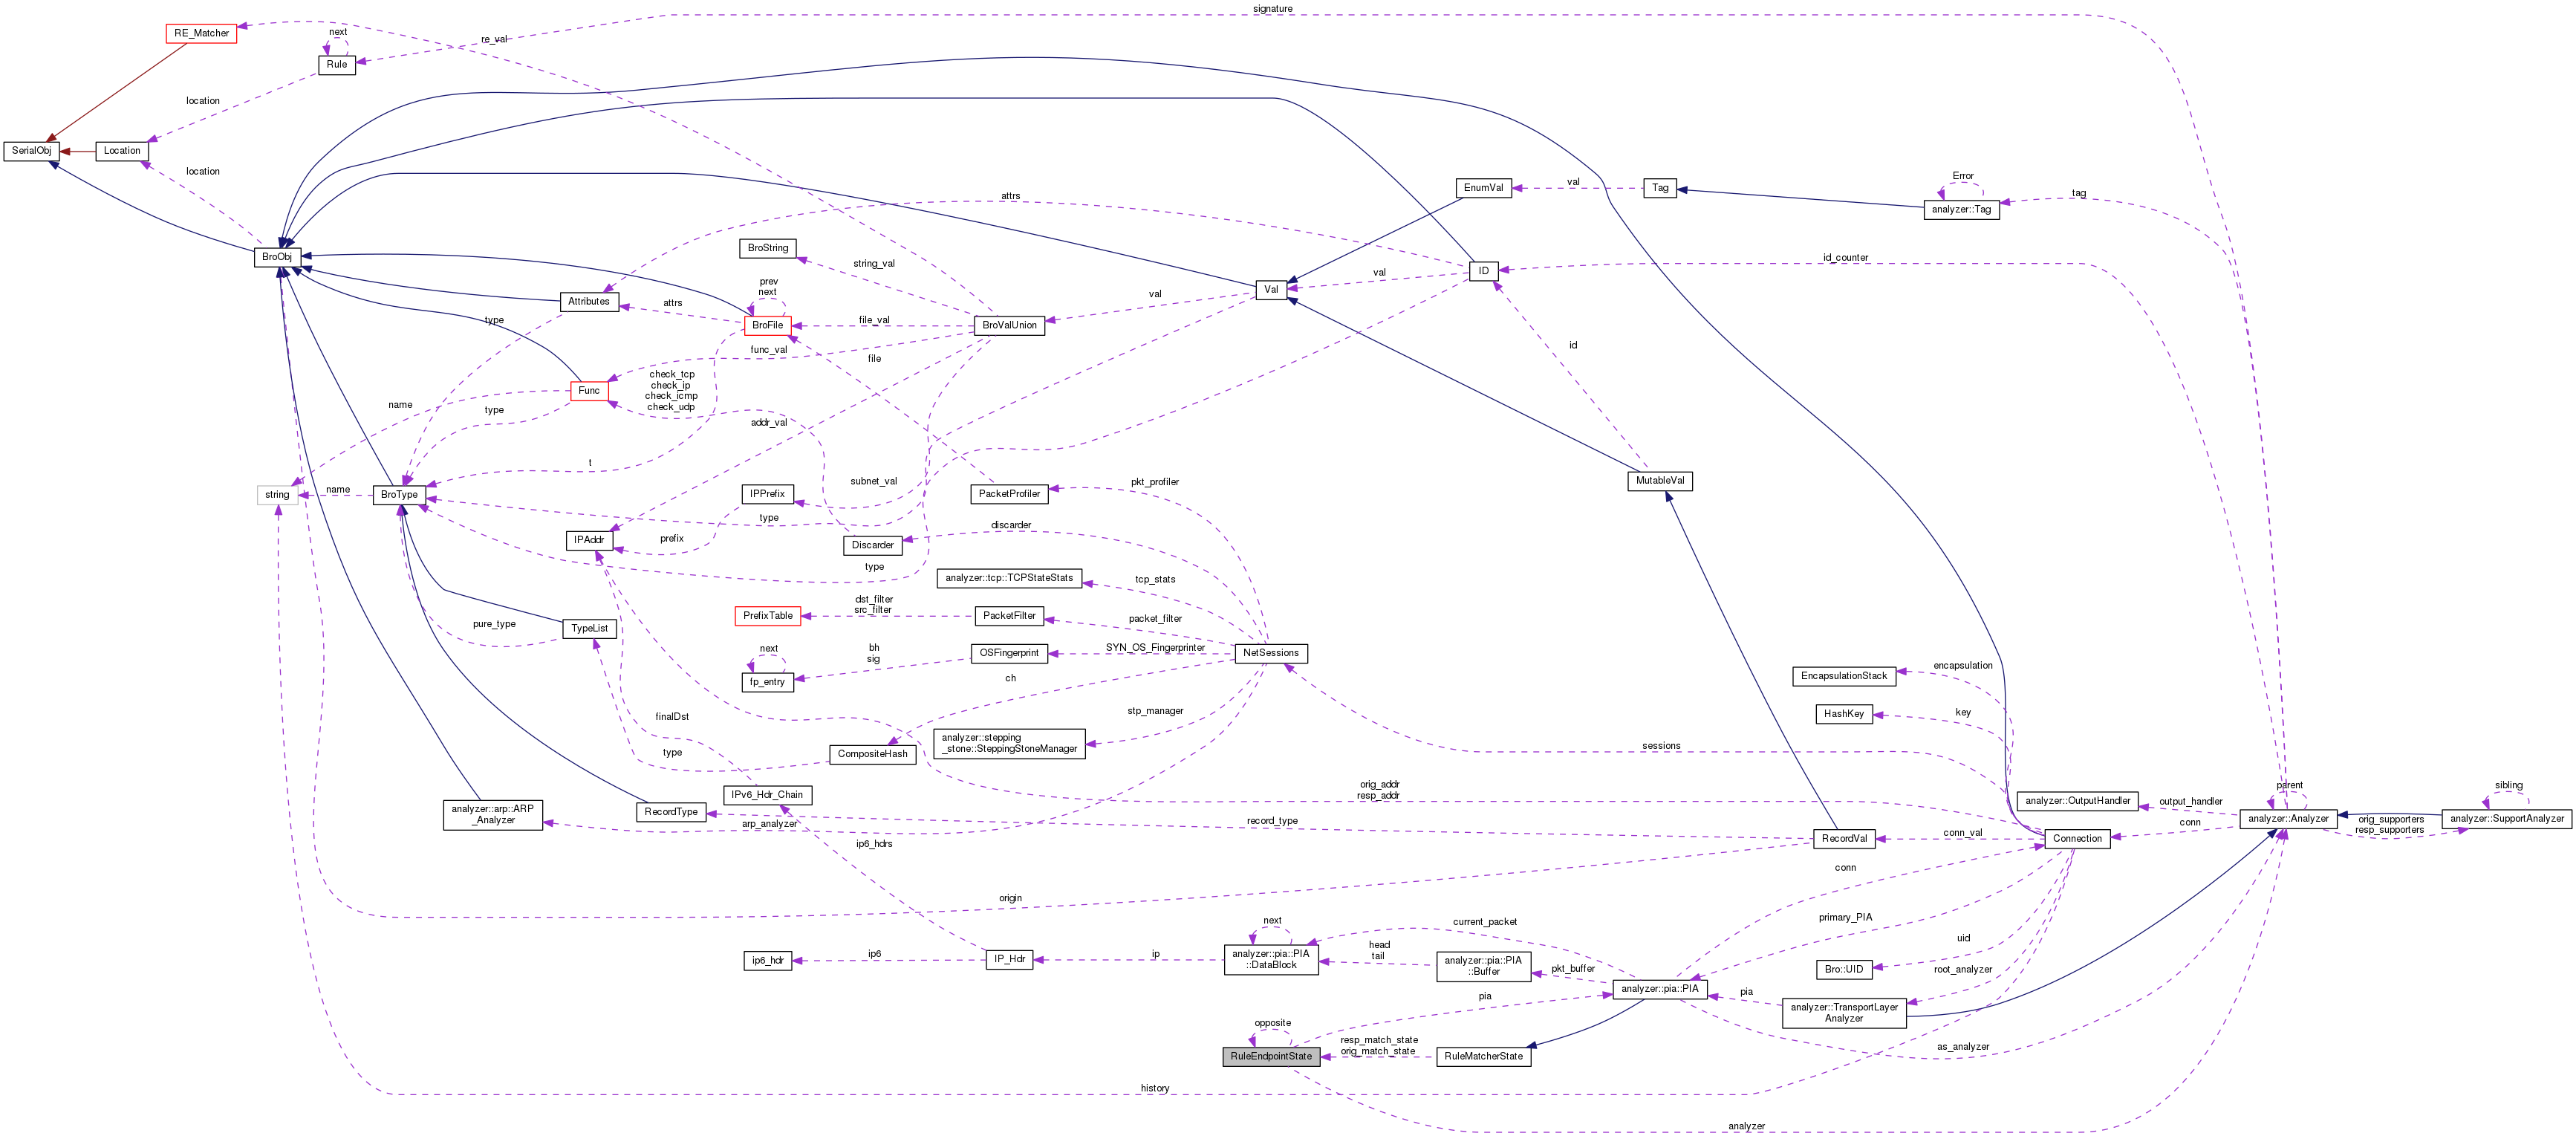 signature
RE_Matcher
next
re_val
Rule
location
SerialObj
Location
location
EnumVal
val
Tag
Error
analyzer::Tag
tag
attrs
BroString
string_val
BroObj
id_counter
ID
val
Val
val
prev
next
Attributes
attrs
type
BroFile
file_val
BroValUnion
func_val
file
id
check_tcp
check_ip
check_icmp
check_udp
Func
name
type
addr_val
t
subnet_val
pkt_profiler
MutableVal
string
name
BroType
IPPrefix
PacketProfiler
type
discarder
IPAddr
prefix
Discarder
type
analyzer::tcp::TCPStateStats
tcp_stats
dst_filter
src_filter
PrefixTable
PacketFilter
packet_filter
pure_type
TypeList
next
bh
sig
OSFingerprint
SYN_OS_Fingerprinter
NetSessions
encapsulation
EncapsulationStack
fp_entry
ch
finalDst
stp_manager
HashKey
key
analyzer::stepping
_stone::SteppingStoneManager
type
CompositeHash
sessions
orig_addr
resp_addr
IPv6_Hdr_Chain
parent
sibling
analyzer::OutputHandler
output_handler
analyzer::arp::ARP
_Analyzer
RecordType
arp_analyzer
record_type
analyzer::Analyzer
orig_supporters
resp_supporters
analyzer::SupportAnalyzer
conn
RecordVal
conn_val
Connection
ip6_hdrs
conn
origin
primary_PIA
next
current_packet
uid
head
tail
ip6_hdr
ip6
IP_Hdr
ip
analyzer::pia::PIA
::DataBlock
analyzer::pia::PIA
::Buffer
pkt_buffer
Bro::UID
root_analyzer
analyzer::pia::PIA
pia
pia
analyzer::TransportLayer
Analyzer
opposite
resp_match_state
orig_match_state
as_analyzer
RuleEndpointState
RuleMatcherState
history
analyzer